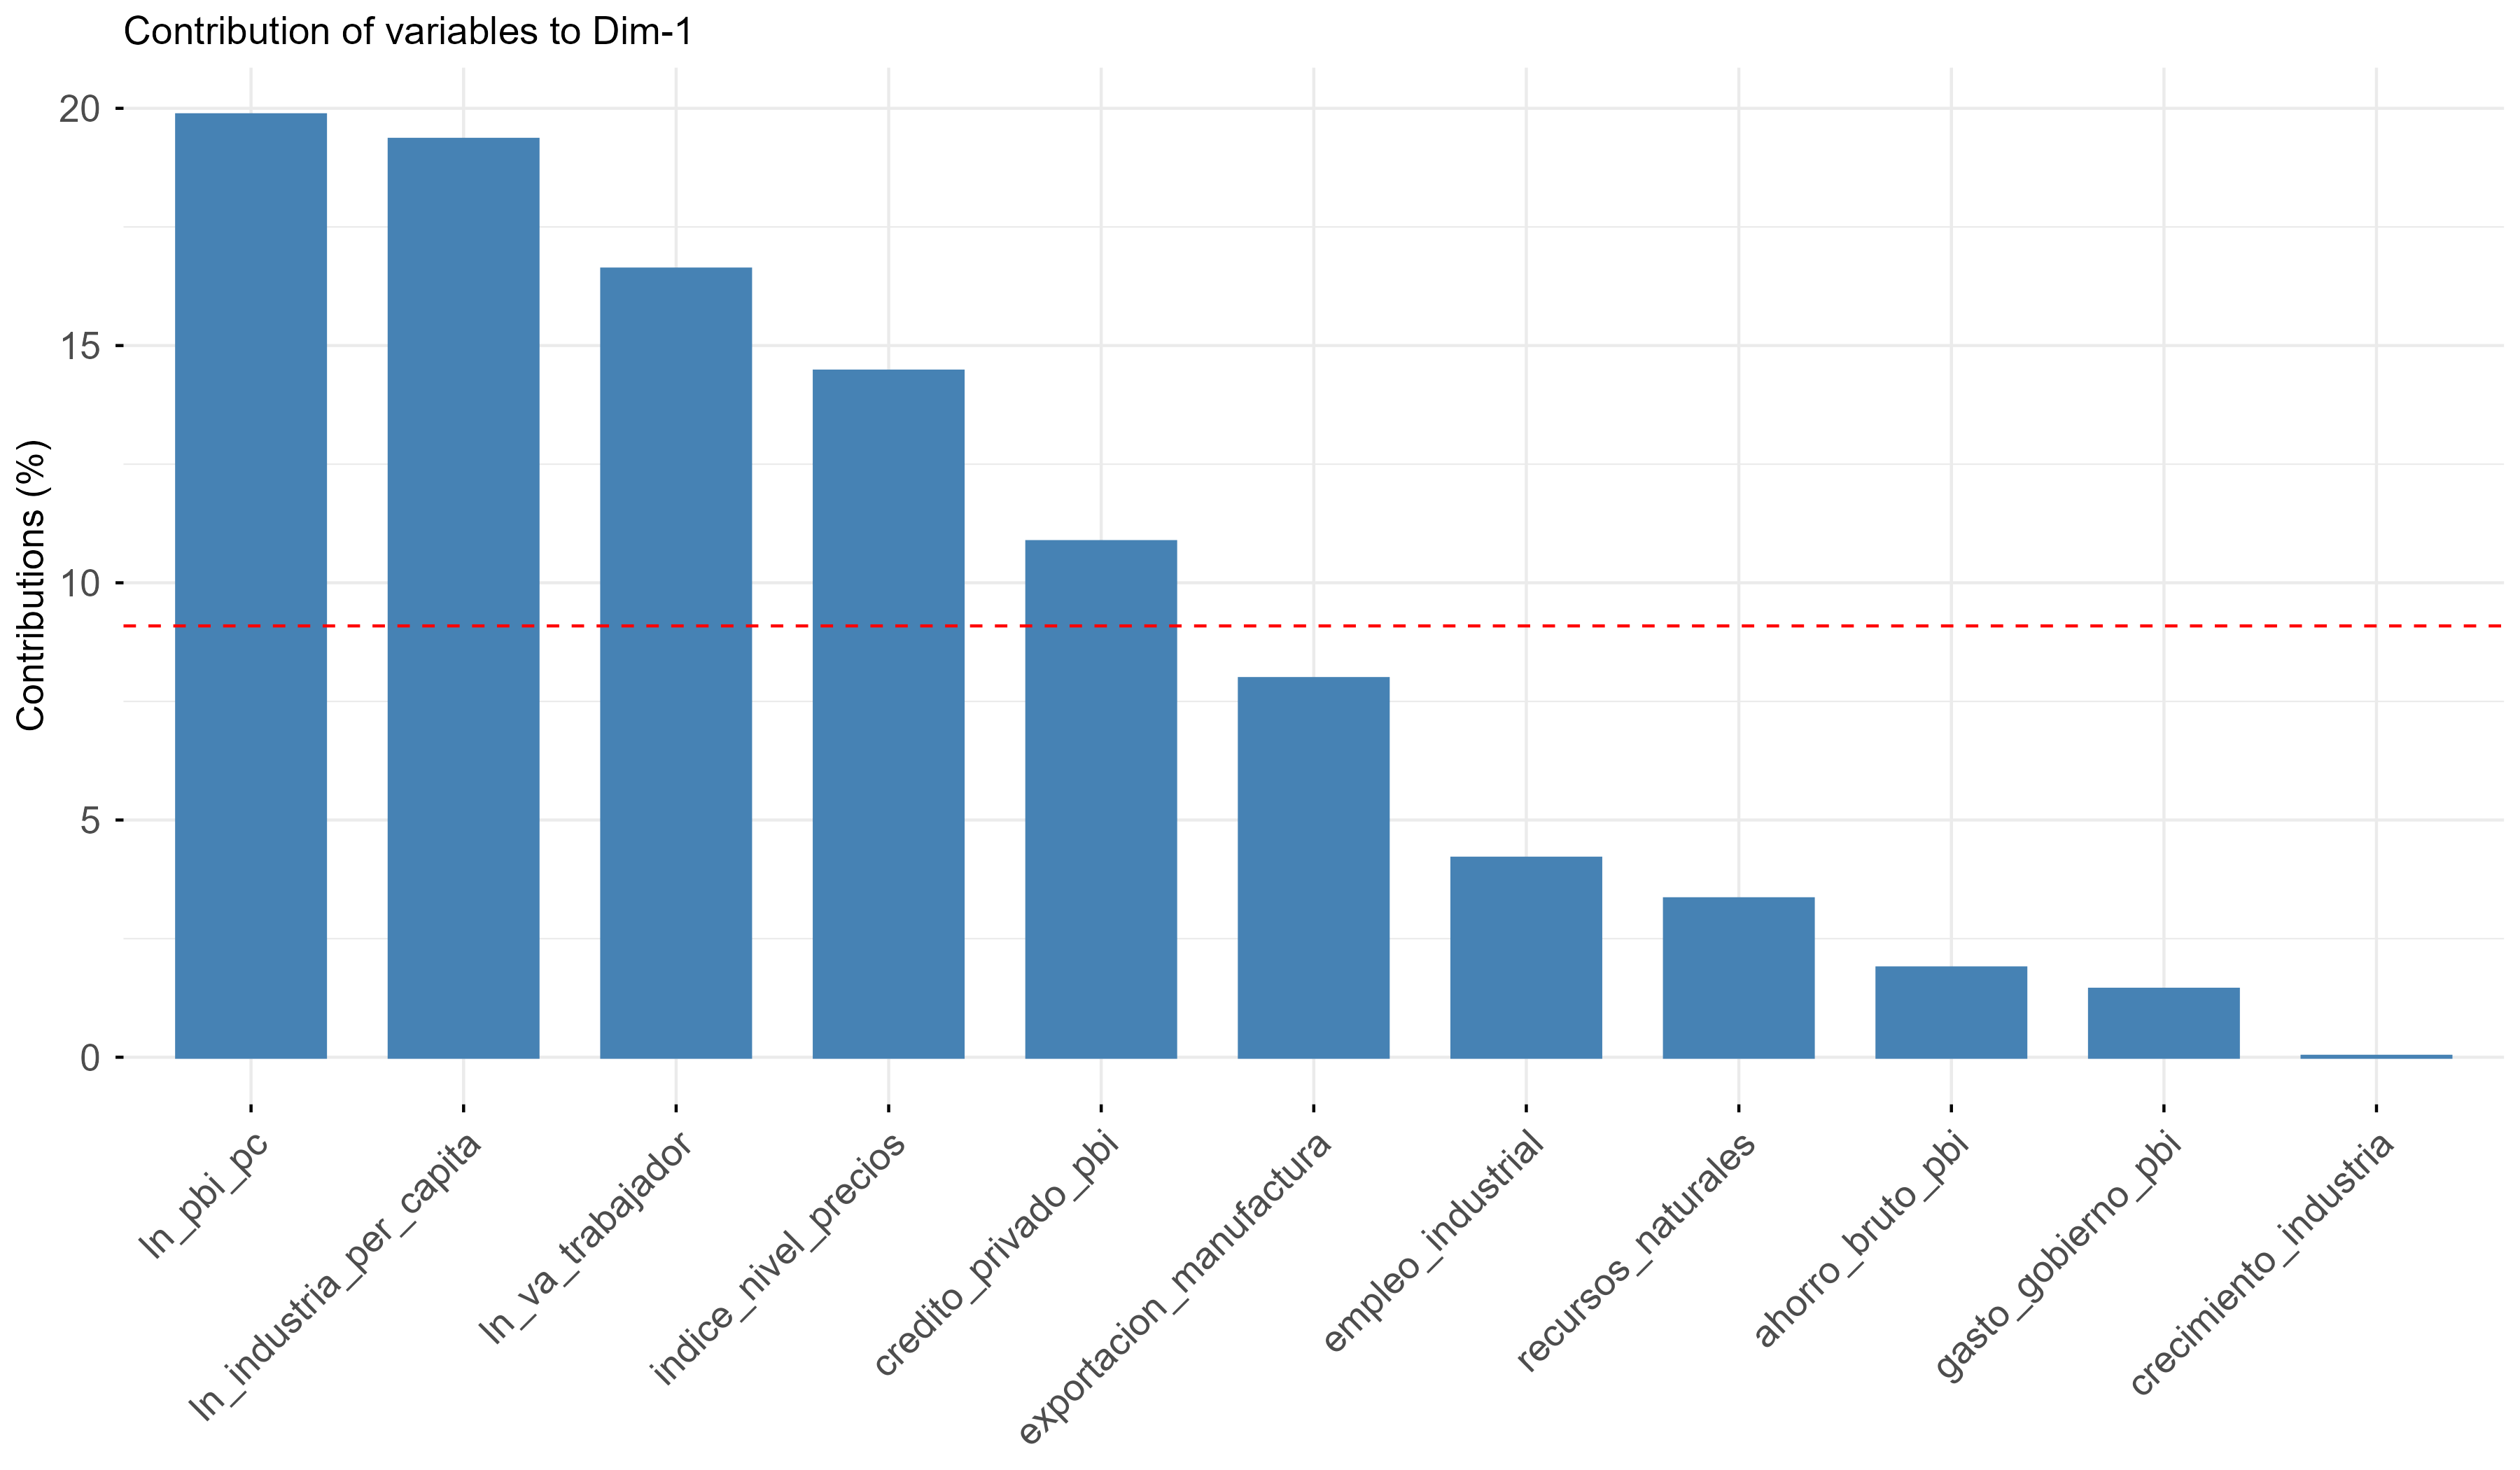 Contribution of variables to Dim-1
Contributions (%)
20
15
10
5
0
ln_pbi_pc
ln_industria_per_capita
ln_va_trabajador
indice_nivel_precios
credito_privado_pbi
exportacion_manufactura
empleo_industrial
recursos_naturales
ahorro_bruto_pbi
gasto_gobierno_pbi
crecimiento_industria